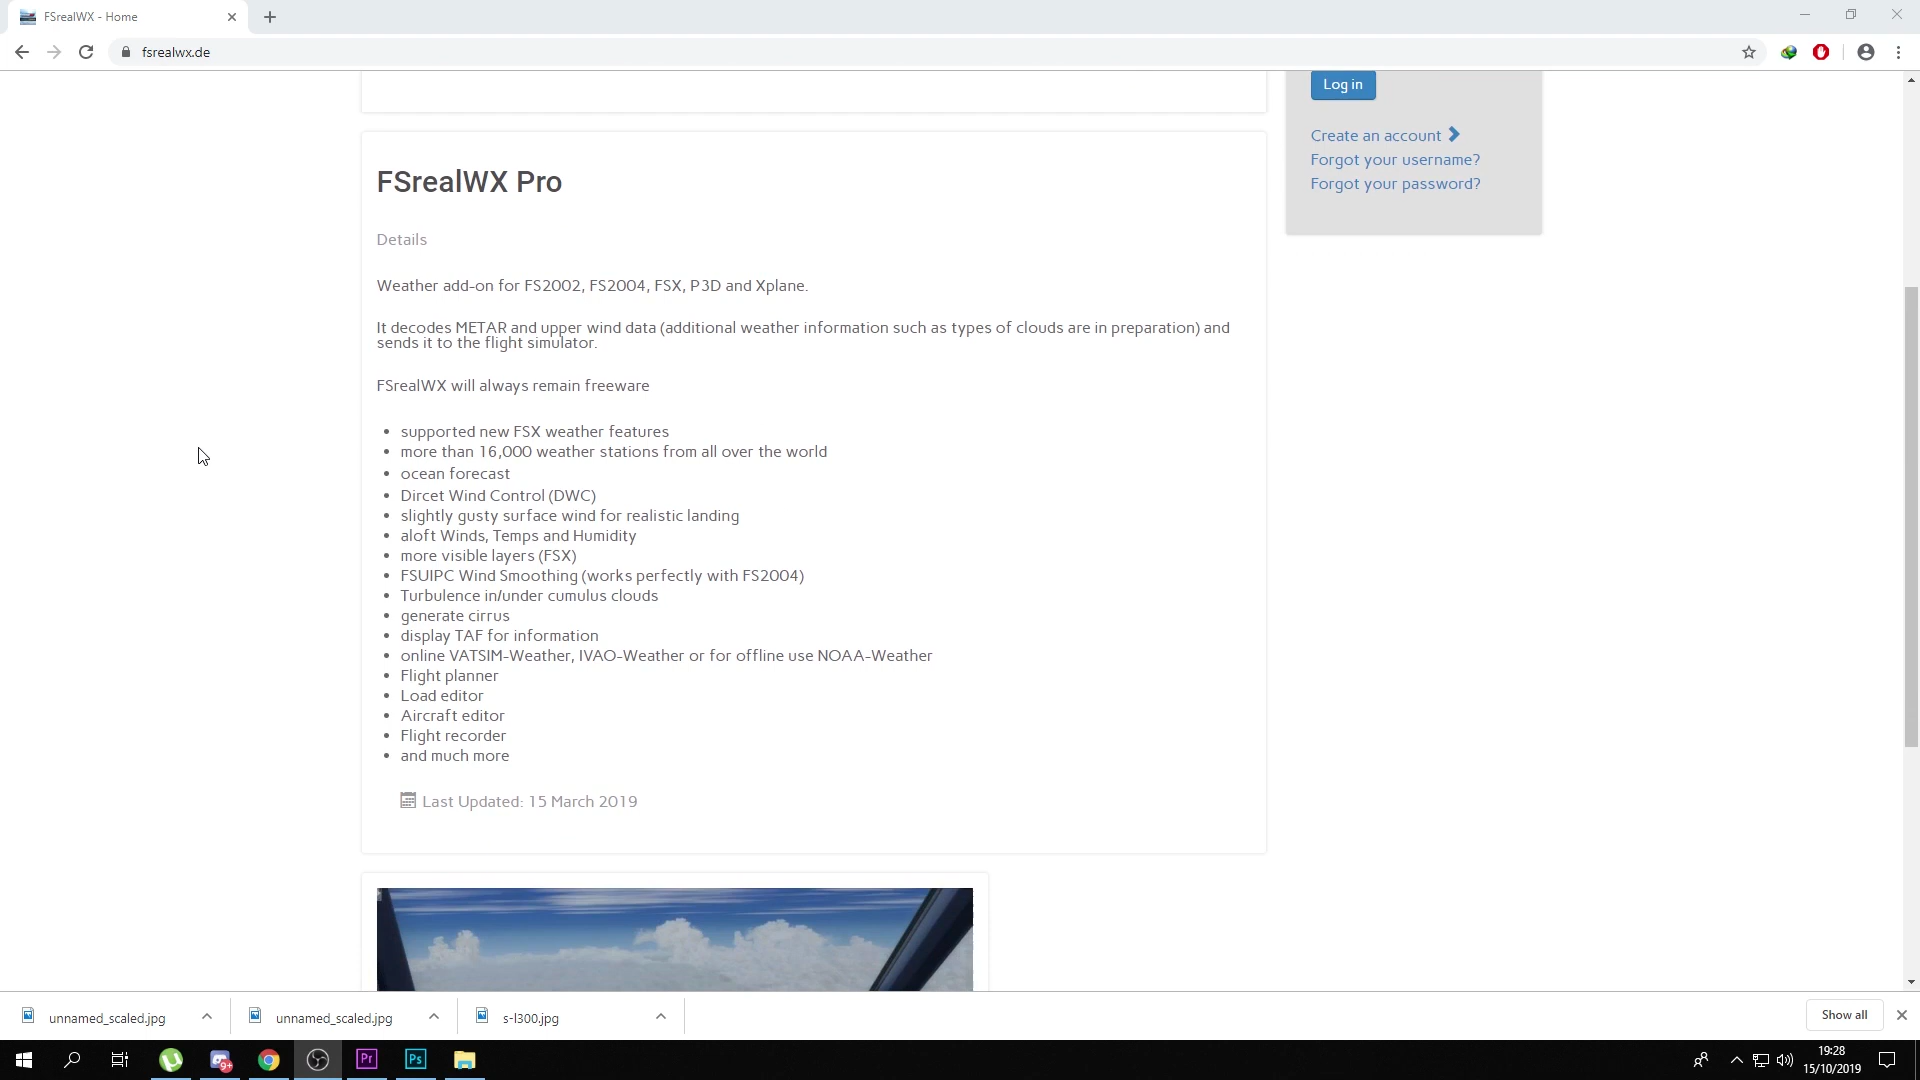 FSrealWX - Home
fsrealwx.de
Log in
Create an account
Forgot your username?
Forgot your password?
FSrealWX Pro
Details
Weather add-on for FS2002, FS2004, FSX, P3D and Xplane.
It decodes METAR and upper wind data (additional weather information such as types of clouds are in preparation) and
sends it to the flight simulator.
FSrealWX will always remain freeware
• supported new FSX weather features
• more than 16,000 weather stations from all over the world
• ocean forecast
• Dircet Wind Control (DWC)
• slightly gusty surface wind for realistic landing
• aloft Winds, Temps and Humidity
• more visible layers (FSX)
• FSUIPC Wind Smoothing (works perfectly with FS2004)
• Turbulence in/under cumulus clouds
• generate cirrus
• display TAF for information
• online VATSIM-Weather, IVAO-Weather or for offline use NOAA-Weather
• Flight planner
• Load editor
• Aircraft editor
• Flight recorder
• and much more
Last Updated: 15 March 2019
unnamed_scaled.jpg
unnamed_scaled.jpg
s-l300.jpg
Show all
9+
Pr
Ps
19:28
15/10/2019